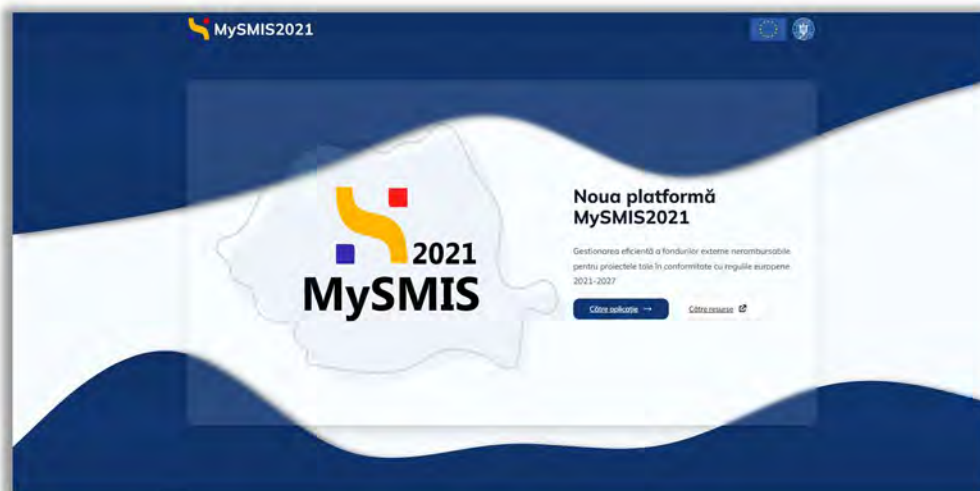 MySMIS2021
2021
MySMIS
Noua platformă
MySMIS2021
Gestionarea eficientă a fondurilor externe nerambursabile
pentru proiectele tale în conformitate cu regulile europene
2021-2027
Către aplicație →
Către resurse